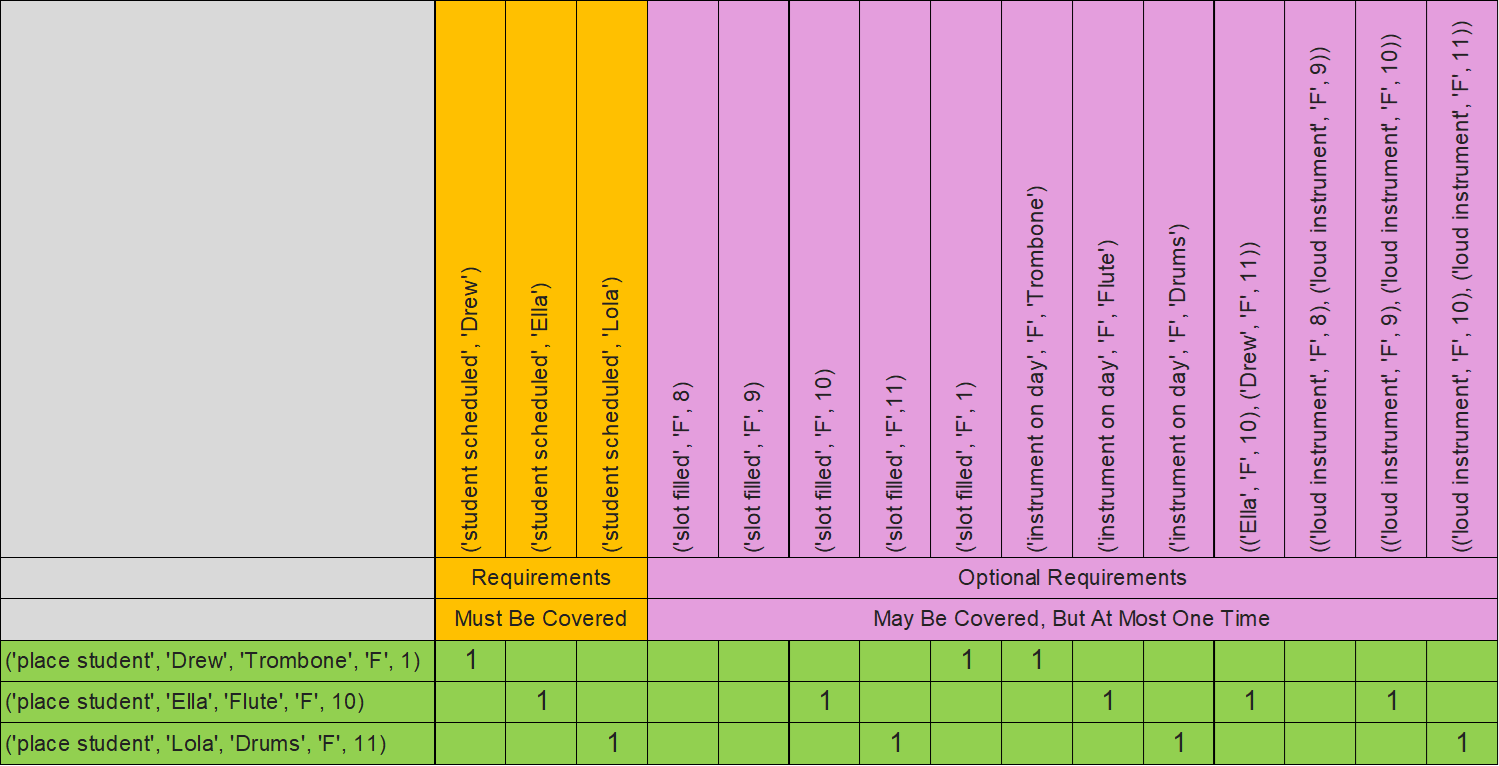 ('student scheduled', 'Drew')
('student scheduled', 'Ella')
('student scheduled', 'Lola')
('slot filled', 'F', 8)
('slot filled', 'F', 9)
('slot filled', 'F', 10)
('slot filled', 'F',11)
('slot filled', 'F', 1)
('instrument on day', 'F', 'Trombone')
('instrument on day', 'F', 'Flute')
('instrument on day', 'F', 'Drums')
(('Ella', 'F', 10), ('Drew', 'F', 11))
(('loud instrument', 'F', 8), ('loud instrument', 'F', 9))
(('loud instrument', 'F', 9), ('loud instrument', 'F', 10))
(('loud instrument', 'F', 10), ('loud instrument', 'F', 11))
Requirements Optional Requirements
Must Be Covered May Be Covered, But At Most One Time
('place student', 'Drew', 'Trombone', 'F', 1) 1 1 1
('place student', 'Ella', 'Flute', 'F', 10) 1 1 1 1 1
('place student', 'Lola', 'Drums', 'F', 11) 1 1 1 1